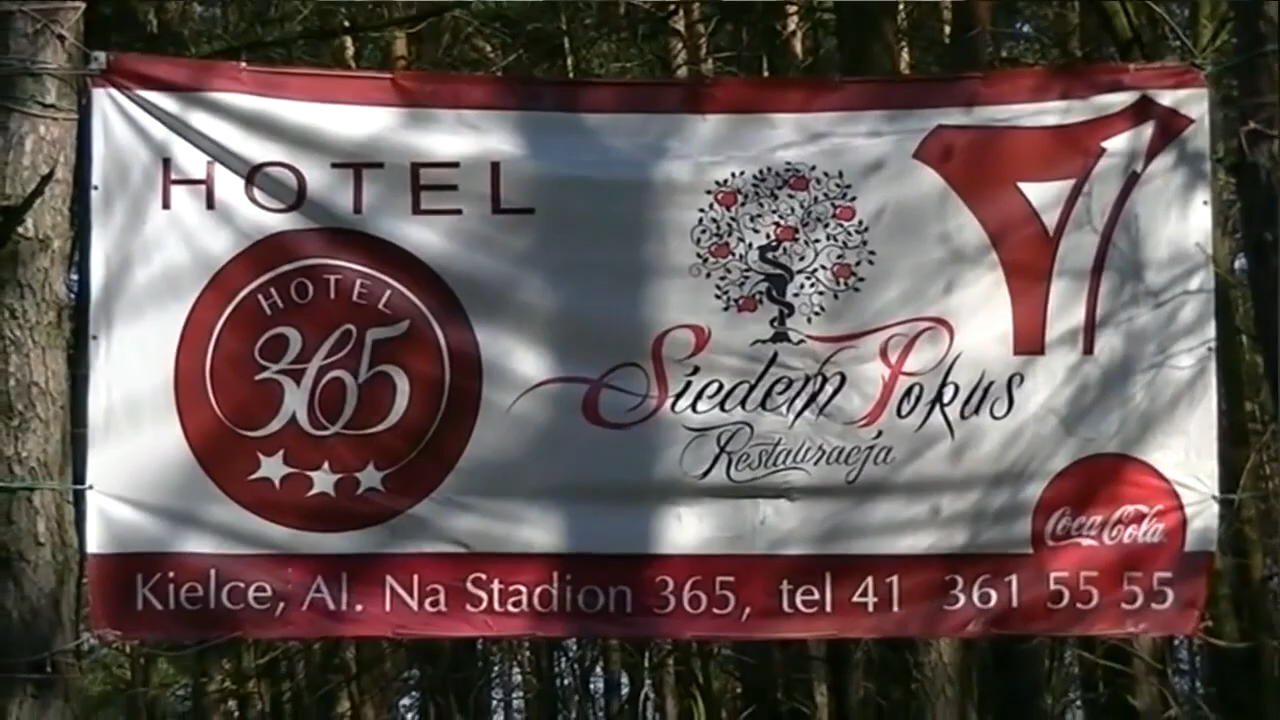 HOTEL
HOTEL
365
Siedem Pokus
Restauracja
Coca-Cola
Kielce, Al. Na Stadion 365, tel 41 361 55 55